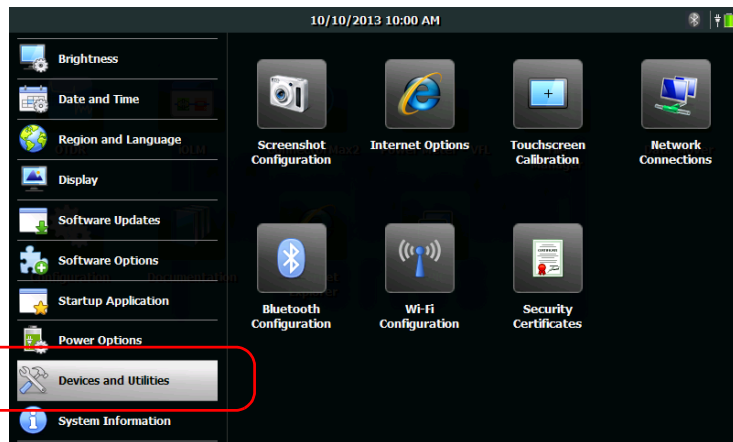 10/10/2013 10:00 AM
Brightness
Date and Time
Region and Language
Display
Software Updates
Software Options
Startup Application
Power Options
Devices and Utilities
System Information
Screenshot
Configuration
Internet Options
Touchscreen
Calibration
Network
Connections
Bluetooth
Configuration
Wi-Fi
Configuration
Security
Certificates